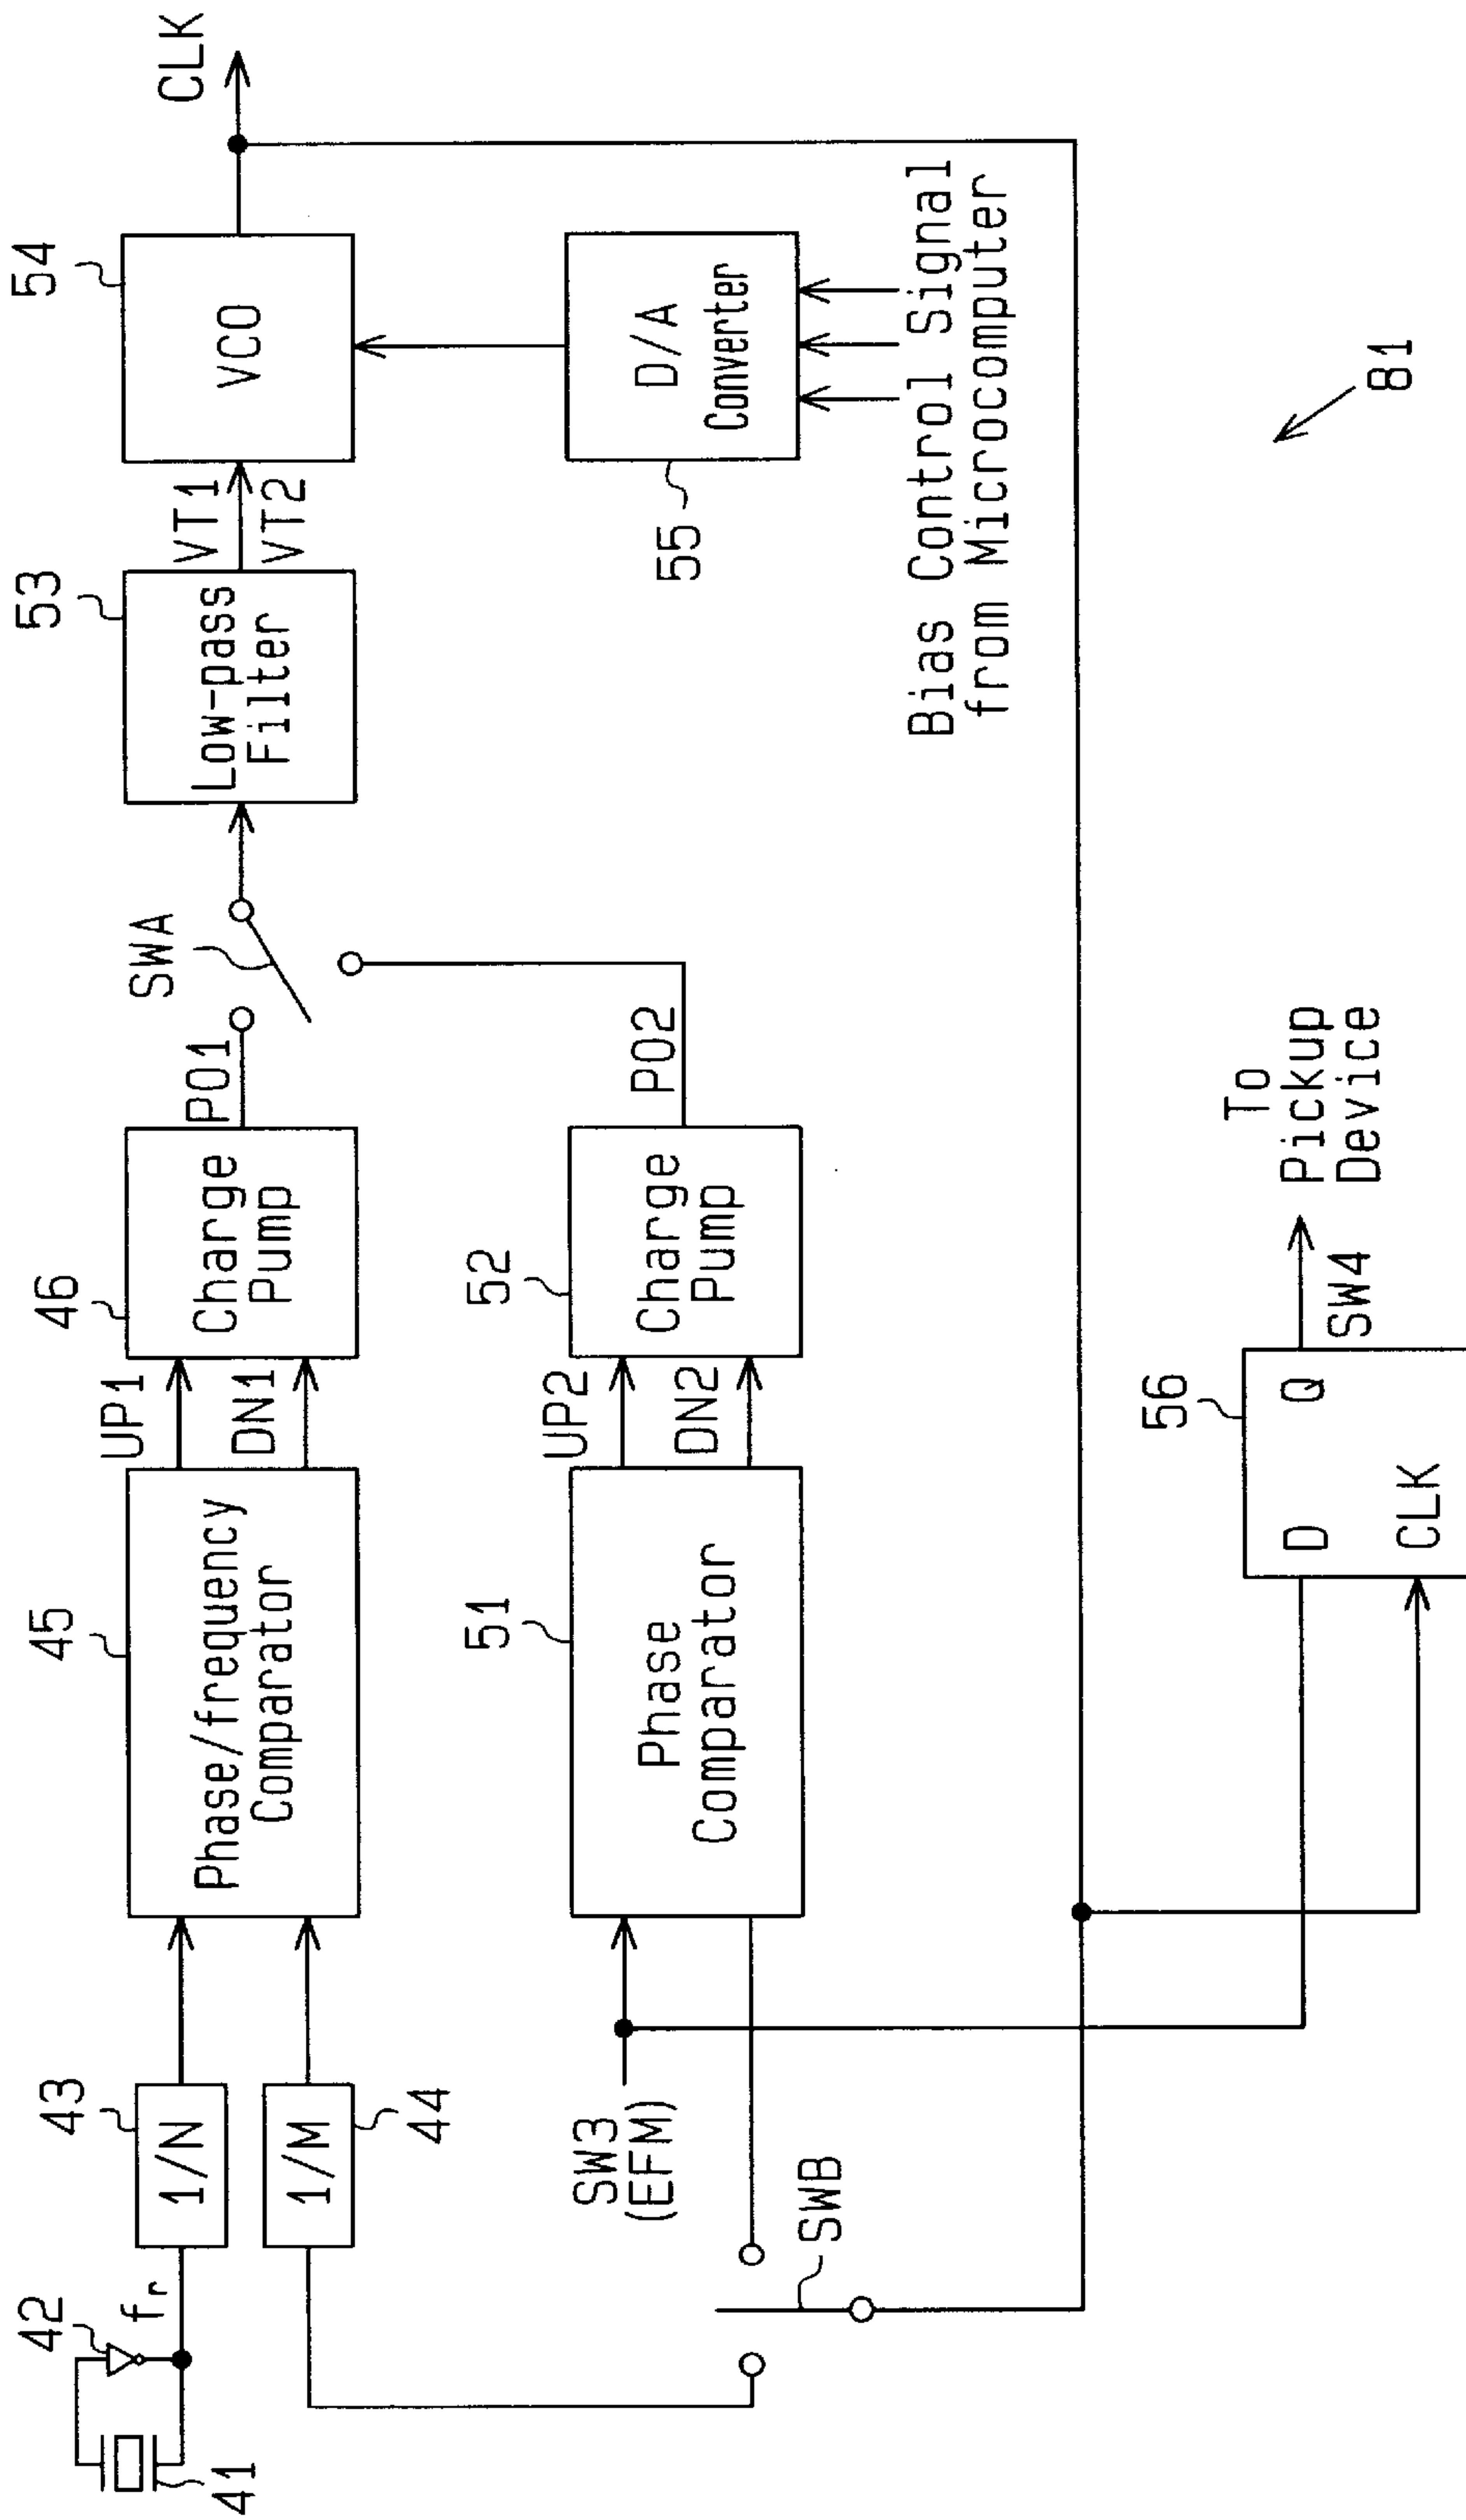 41
42
fr
43
1/N
1/M
44
45
Phase/frequency
Comparator
UP1
DN1
46
Charge
Pump
PO1
SWA
53
Low-pass
Filter
VT1
VT2
54
VCO
CLK
SW3
(EFM)
51
Phase
Comparator
UP2
DN2
52
Charge
Pump
PO2
55
D/A
Converter
Bias Control Signal
from Microcomputer
SWB
56
D
Q
CLK
SW4
To
Pickup
Device
81